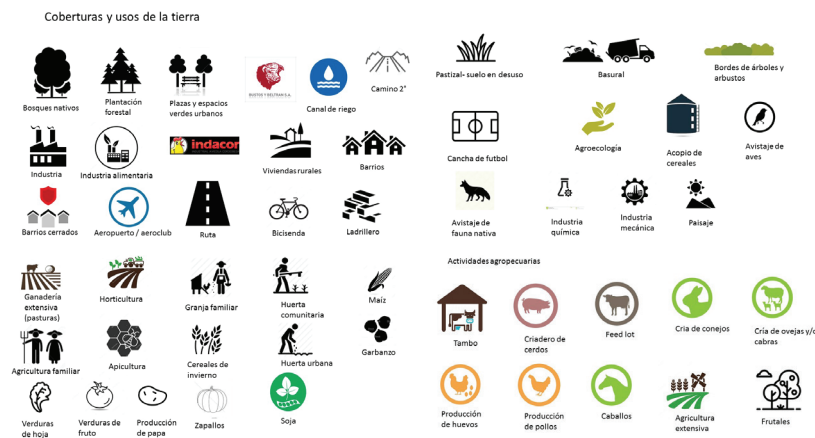 Coberturas y usos de la tierra
Bosques nativos
Plantación
forestal
Plazas y espacios
verdes urbanos
BUSTOS Y BELTRAN S.A.
Canal de riego
Camino 2°
Pastizal- suelo en desuso
Basural
Bordes de árboles y
arbustos
Industria
Industria alimentaria
indacor
Viviendas rurales
Barrios
Cancha de futbol
Agroecología
Acopio de
cereales
Avistaje de
aves
Barrios cerrados
Aeropuerto / aeroclub
Ruta
Bicisenda
Ladrillero
Avistaje de
fauna nativa
Industria
química
Industria
mecánica
Paisaje
Actividades agropecuarias
Ganadería
extensiva
(pasturas)
Horticultura
Granja familiar
Huerta
comunitaria
Maíz
Tambo
Criadero de
cerdos
Feed lot
Cria de conejos
Cría de ovejas y/o
cabras
Agricultura familiar
Apicultura
Cereales de
invierno
Huerta urbana
Garbanzo
Verduras
de hoja
Verduras de
fruto
Producción
de papa
Zapallos
Soja
Producción
de huevos
Producción
de pollos
Caballos
Agricultura
extensiva
Frutales